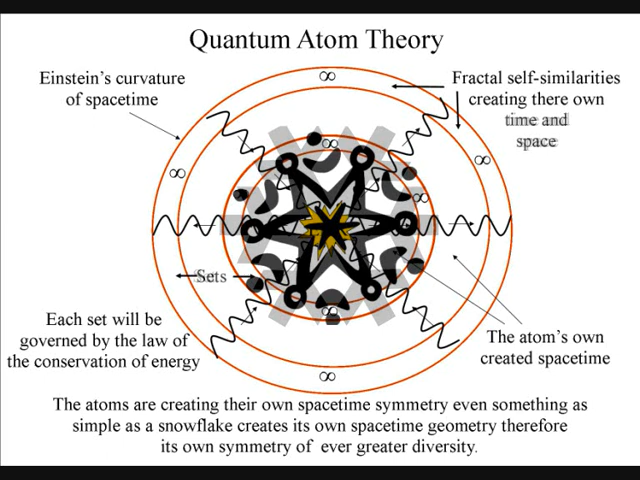 Quantum Atom Theory
∞
Einstein's curvature
of spacetime
Fractal self-similarities
creating there own
time and
space
∞
∞
∞
∞
Sets
∞
Each set will be
governed by the law of
the conservation of energy
The atom's own
created spacetime
∞
The atoms are creating their own spacetime symmetry even something as
simple as a snowflake creates its own spacetime geometry therefore
its own symmetry of ever greater diversity.